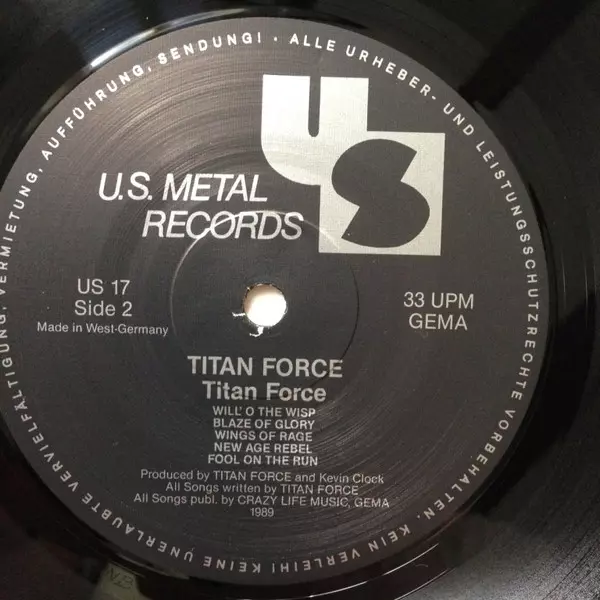 ALLE URHEBER- UND LEISTUNGSSCHUTZRECHTE VORBEHALTEN. KEIN VERLEIH! KEINE UNERLAUBTE VERVIELFÄLTIGUNG, VERMIETUNG, AUFFÜHRUNG, SENDUNG! ·
US
U.S. METAL
RECORDS
US 17
Side 2
Made in West-Germany
33 UPM
GEMA
TITAN FORCE
Titan Force
WILL' O THE WISP
BLAZE OF GLORY
WINGS OF RAGE
NEW AGE REBEL
FOOL ON THE RUN
Produced by TITAN FORCE and Kevin Clock
All Songs written by TITAN FORCE
All Songs publ. by CRAZY LIFE MUSIC, GEMA
1989